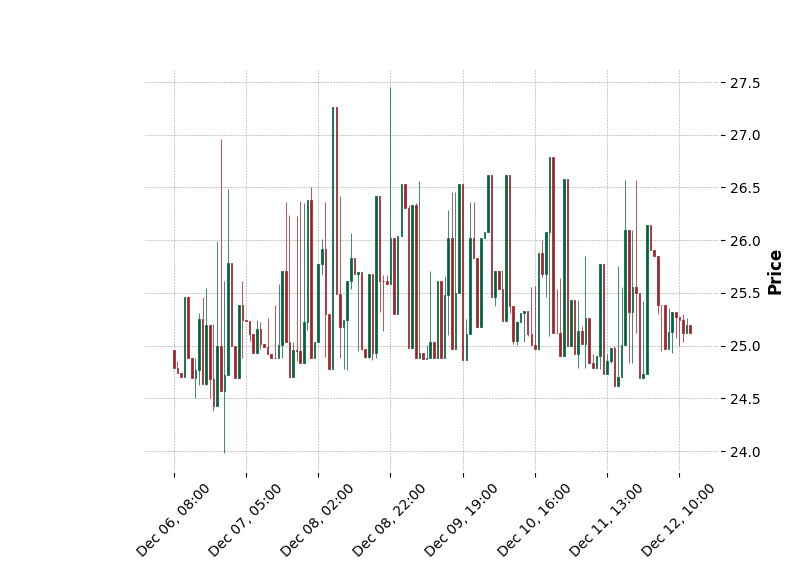 27.5
27.0
26.5
26.0
25.5
25.0
24.5
24.0
Price
Dec 06, 08:00
Dec 07, 05:00
Dec 08, 02:00
Dec 08, 22:00
Dec 09, 19:00
Dec 10, 16:00
Dec 11, 13:00
Dec 12, 10:00